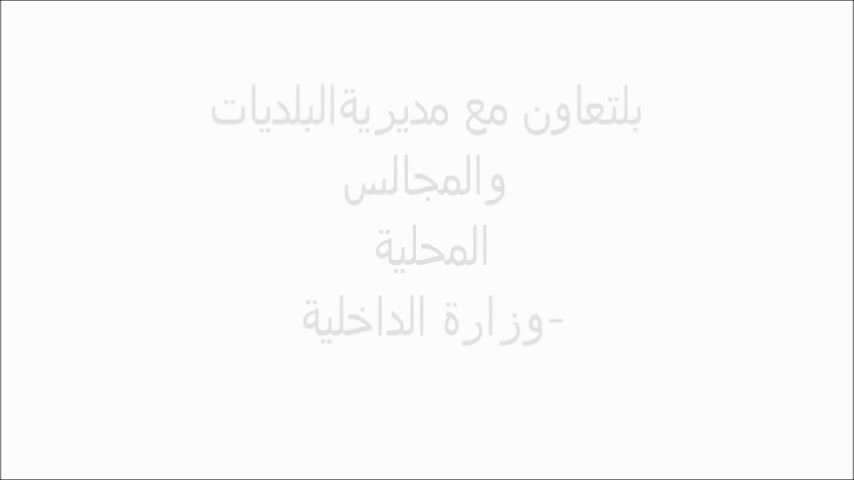 بلتعاون مع مديريةالبلديات
والمجالس
المحلية
-وزارة الداخلية